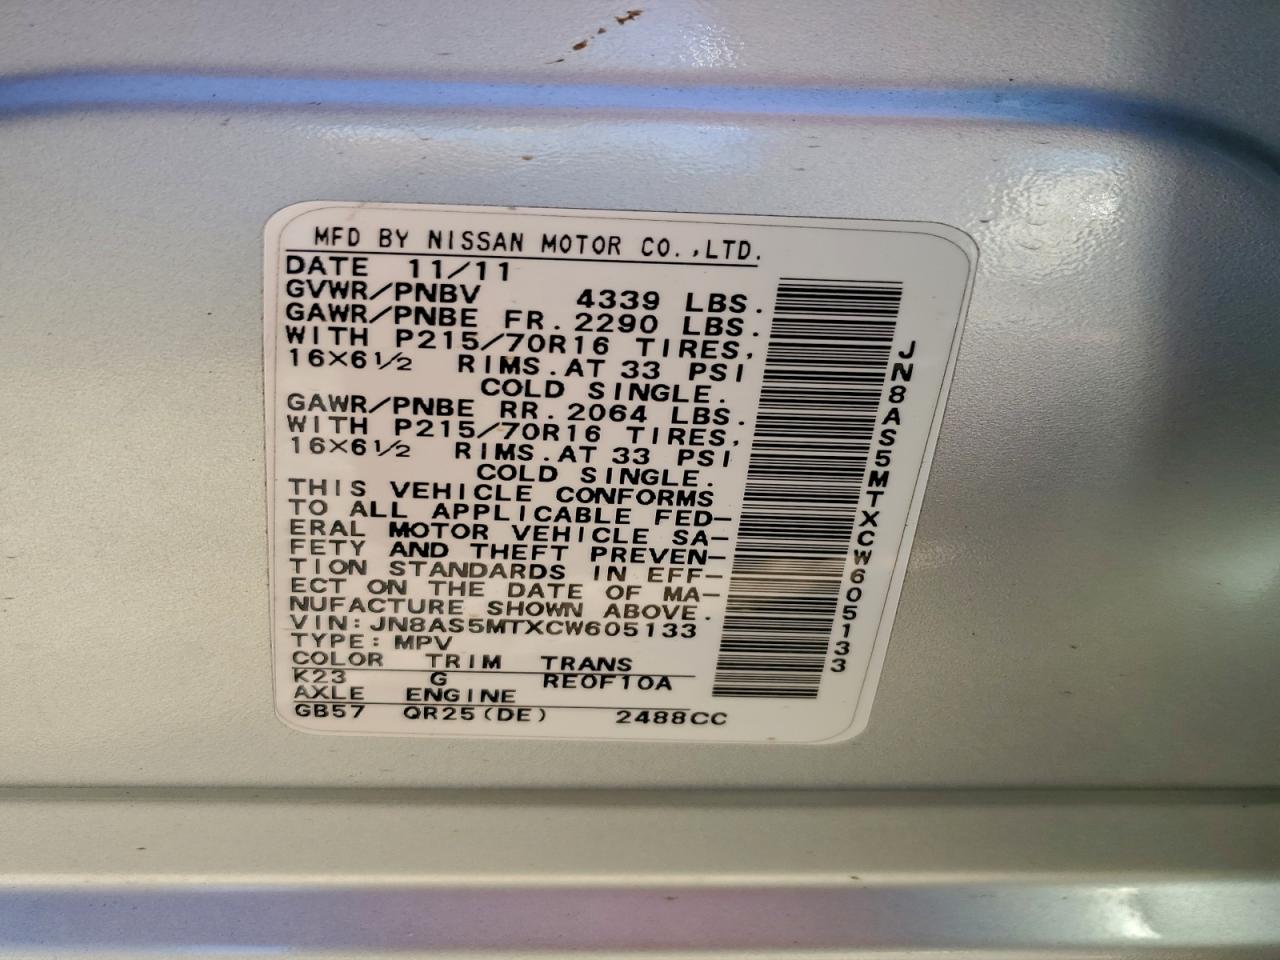 MFD BY NISSAN MOTOR CO.,LTD.
DATE 11/11
GVWR/PNBV 4339 LBS.
GAWR/PNBE FR.2290 LBS.
WITH P215/70R16 TIRES,
16×6½ RIMS.AT 33 PSI
COLD SINGLE.
GAWR/PNBE RR.2064 LBS.
WITH P215/70R16 TIRES,
16×6½ RIMS.AT 33 PSI
COLD SINGLE.
THIS VEHICLE CONFORMS
TO ALL APPLICABLE FED-
ERAL MOTOR VEHICLE SA-
FETY AND THEFT PREVEN-
TION STANDARDS IN EFF-
ECT ON THE DATE OF MA-
NUFACTURE SHOWN ABOVE.
VIN:JN8AS5MTXCW605133
TYPE:MPV
COLOR TRIM TRANS
K23 G RE0F10A
AXLE ENGINE
GB57 QR25(DE) 2488CC
JN8AS5MTXCW605133